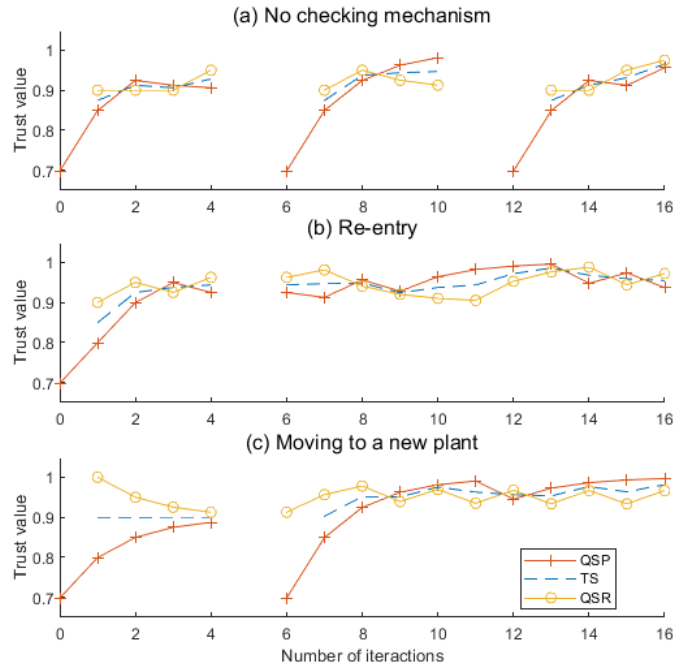 (a) No checking mechanism
Trust value
1
0.9
0.8
0.7
0 2 4 6 8 10 12 14 16
(b) Re-entry
Trust value
1
0.9
0.8
0.7
0 2 4 6 8 10 12 14 16
(c) Moving to a new plant
Trust value
1
0.9
0.8
0.7
QSP
TS
QSR
0 2 4 6 8 10 12 14 16
Number of iteractions